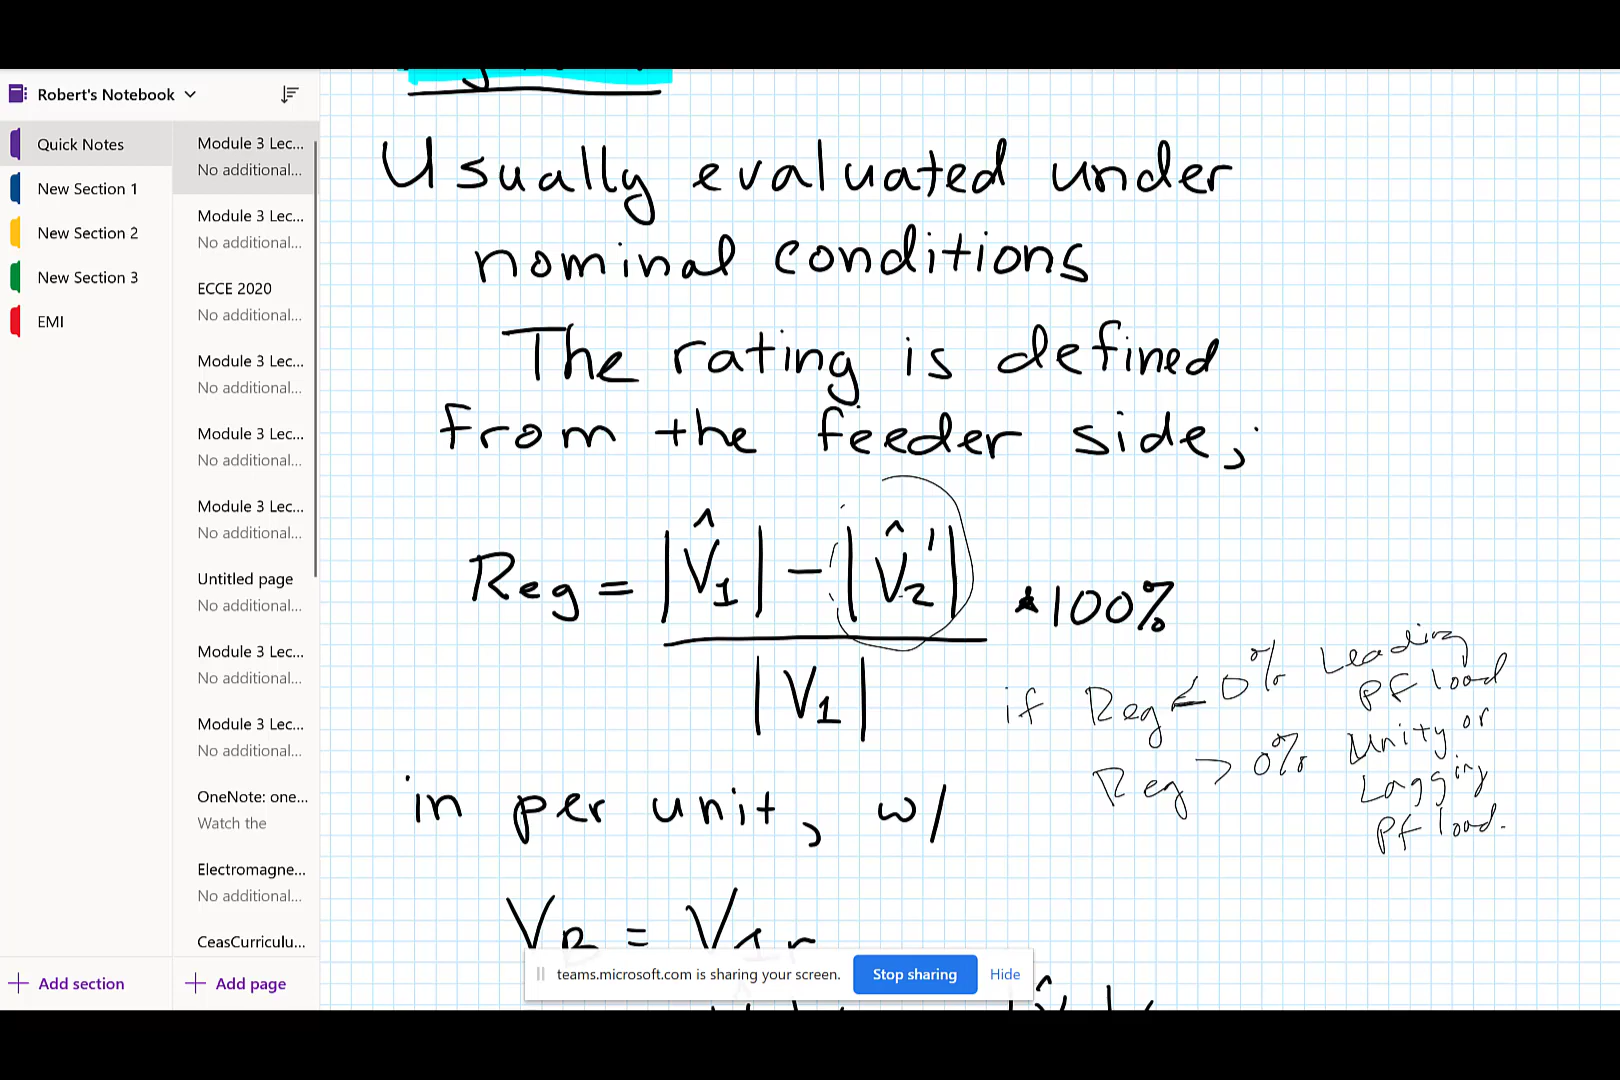 Robert's Notebook
Quick Notes
New Section 1
New Section 2
New Section 3
EMI
Add section
Module 3 Lec...
No additional...
Module 3 Lec...
No additional...
ECCE 2020
No additional...
Module 3 Lec...
No additional...
Module 3 Lec...
No additional...
Module 3 Lec...
No additional...
Untitled page
No additional...
Module 3 Lec...
No additional...
Module 3 Lec...
No additional...
OneNote: one...
Watch the
Electromagne...
No additional...
CeasCurriculu...
Add page
Usually evaluated under
nominal conditions
The rating is defined
from the feeder side,
Reg = |V̂1| - |V̂2'| * 100%
|V1|
if Reg ≤ 0% Leading
PF load
Reg > 0% Unity or
Lagging
PF load.
in per unit, w/
VB = V1r
teams.microsoft.com is sharing your screen.
Stop sharing
Hide